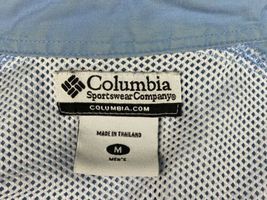 Columbia
Sportswear Company®
COLUMBIA.COM
MADE IN THAILAND
M
MEN'S